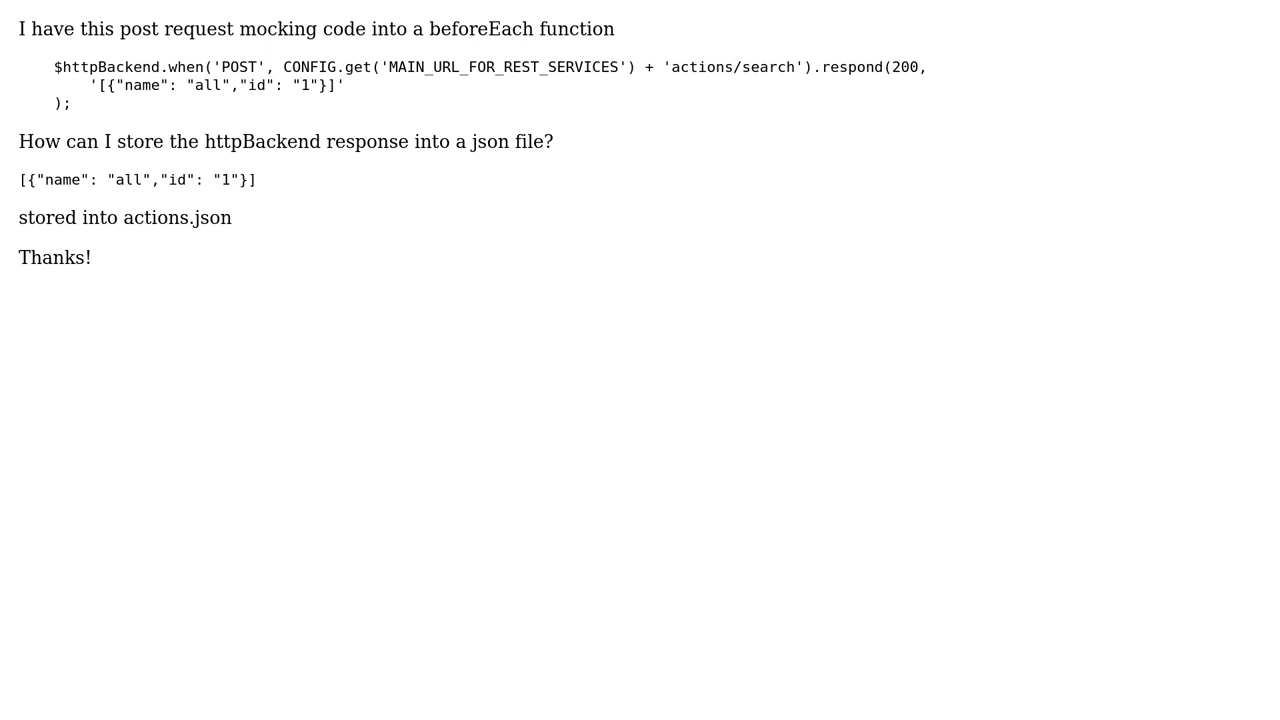 I have this post request mocking code into a beforeEach function
$httpBackend.when('POST', CONFIG.get('MAIN_URL_FOR_REST_SERVICES') + 'actions/search').respond(200,
'[{"name": "all","id": "1"}]'
);
How can I store the httpBackend response into a json file?
[{"name": "all","id": "1"}]
stored into actions.json
Thanks!